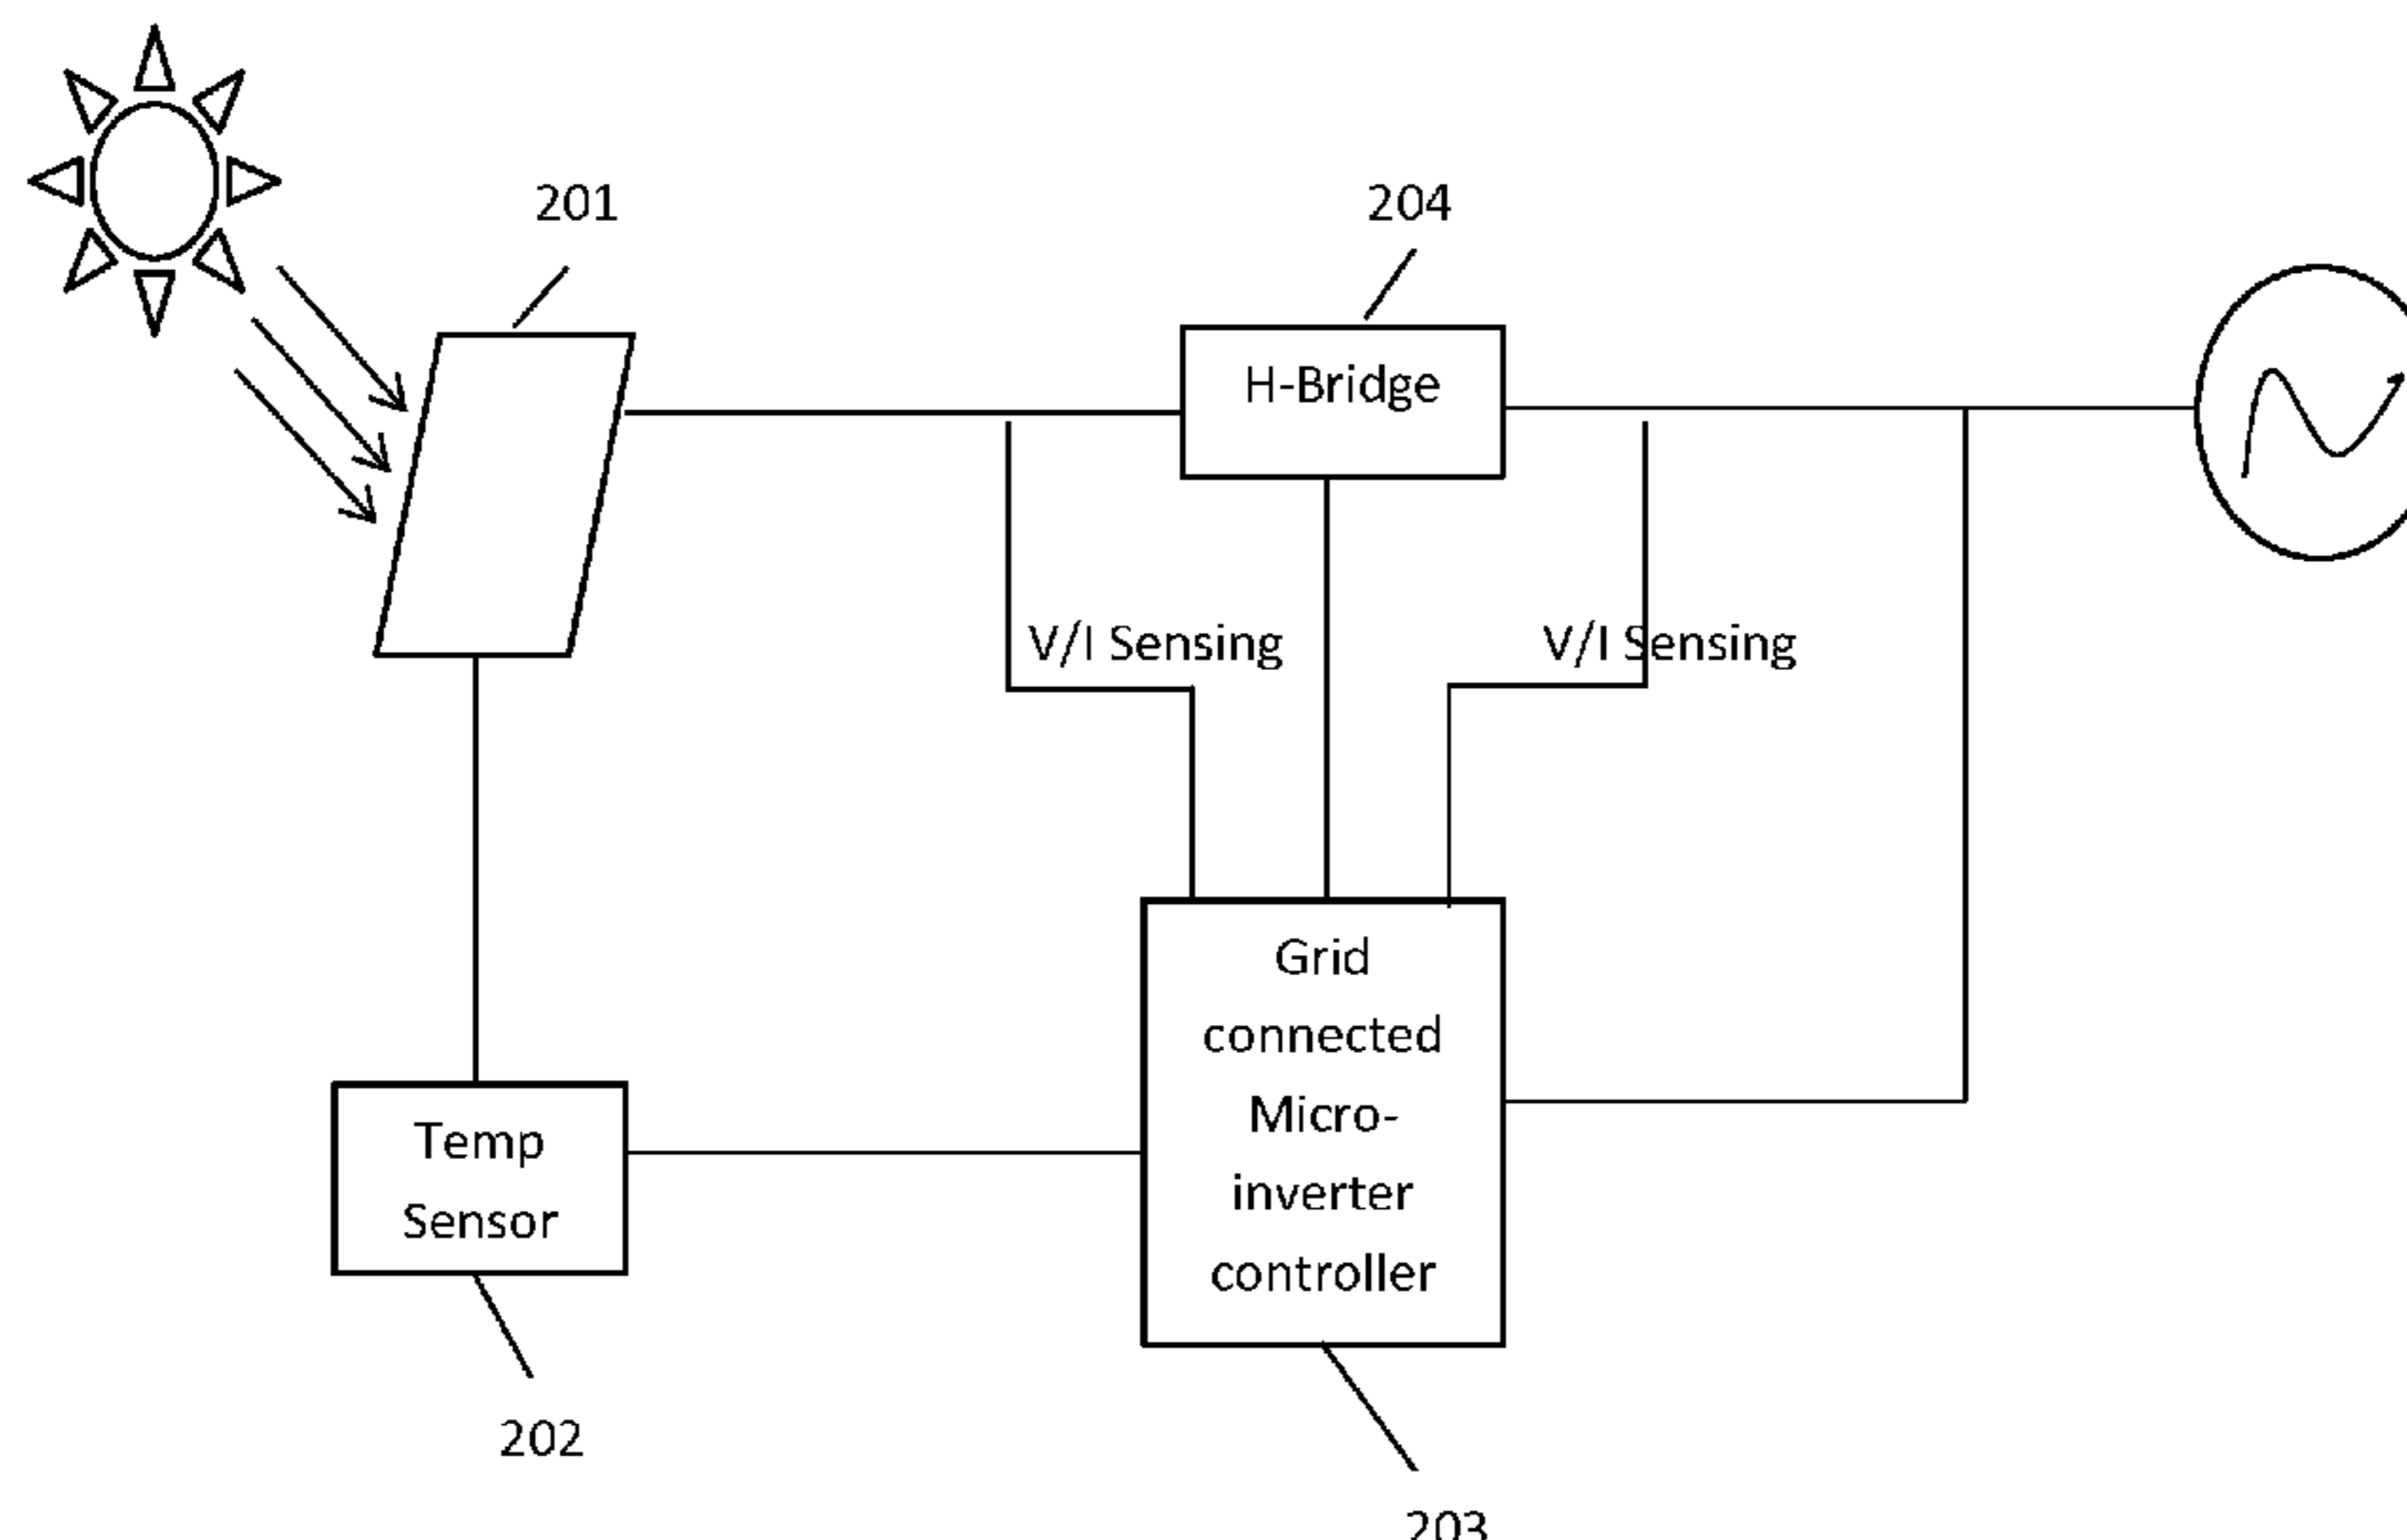 201
204
H-Bridge
V/I Sensing
V/I Sensing
Grid
connected
Micro-
inverter
controller
Temp
Sensor
202
203